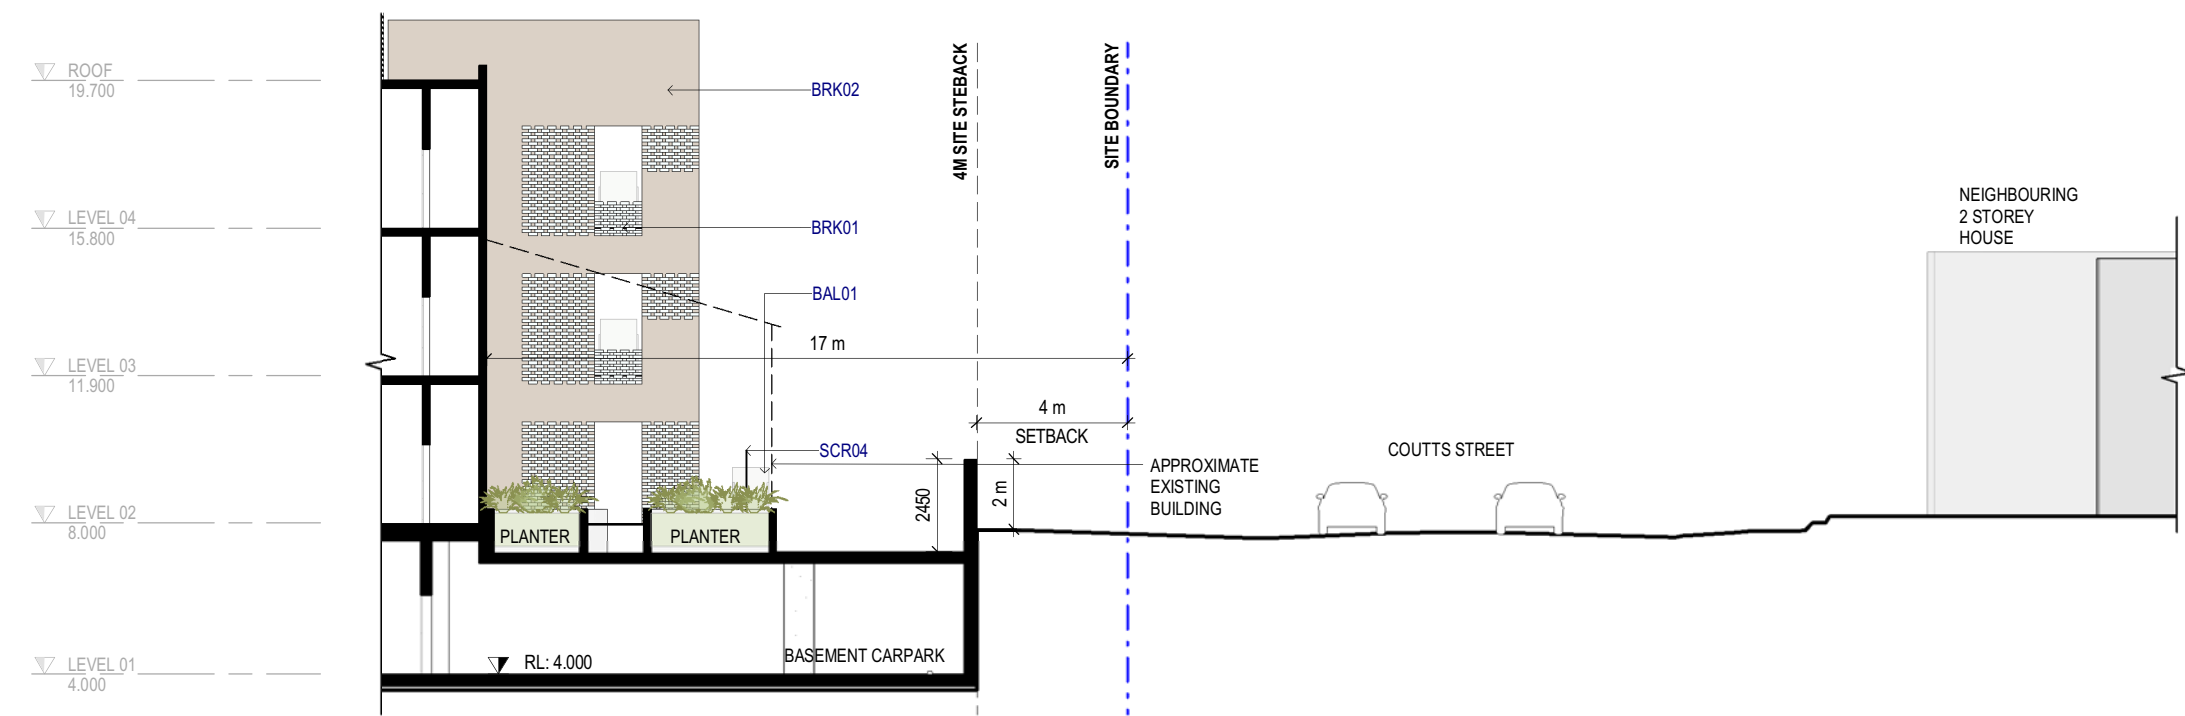 ROOF
19.700
LEVEL 04
15.800
LEVEL 03
11.900
LEVEL 02
8.000
LEVEL 01
4.000
BRK02
BRK01
BAL01
17 m
SCR04
4M SITE STEBACK
SITE BOUNDARY
4 m
SETBACK
2450
2 m
APPROXIMATE
EXISTING
BUILDING
COUTTS STREET
NEIGHBOURING
2 STOREY
HOUSE
PLANTER
PLANTER
RL: 4.000
BASEMENT CARPARK